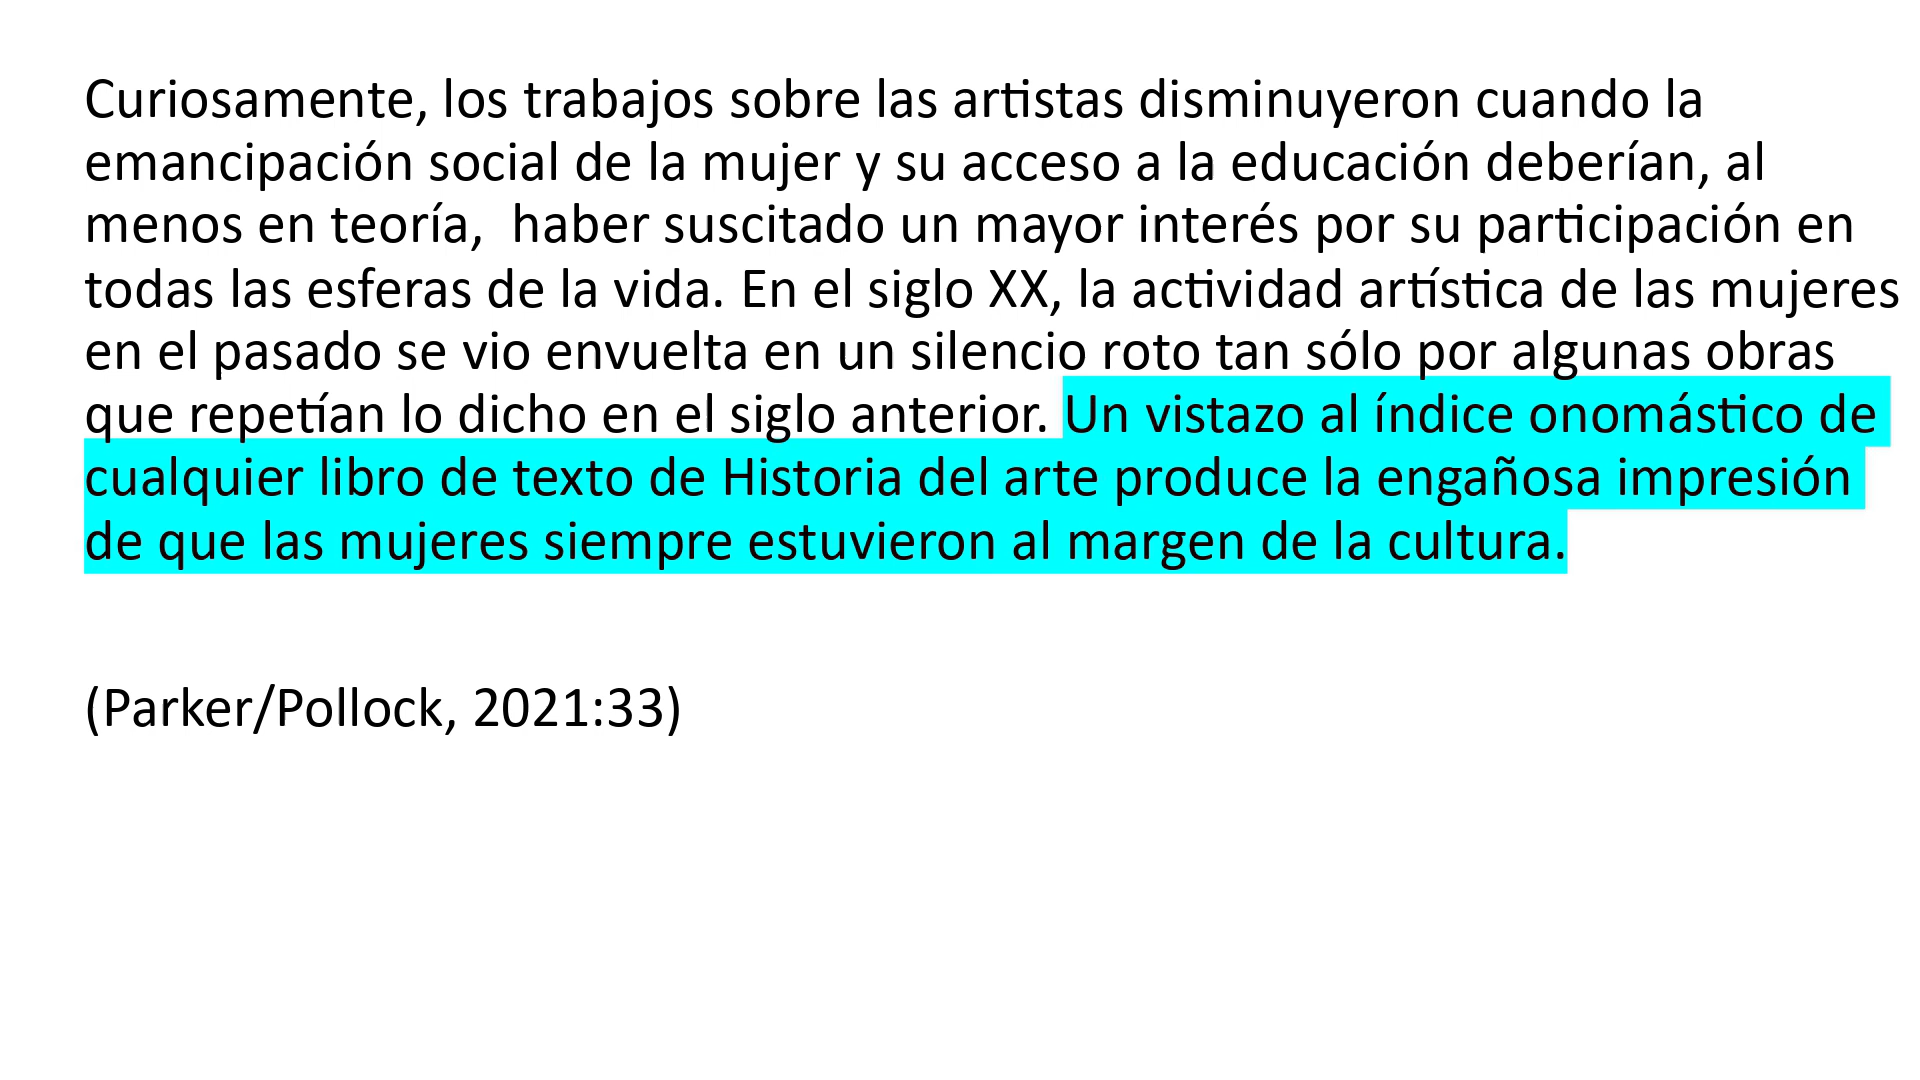 Curiosamente, los trabajos sobre las artistas disminuyeron cuando la
emancipación social de la mujer y su acceso a la educación deberían, al
menos en teoría,  haber suscitado un mayor interés por su participación en
todas las esferas de la vida. En el siglo XX, la actividad artística de las mujeres
en el pasado se vio envuelta en un silencio roto tan sólo por algunas obras
que repetían lo dicho en el siglo anterior. Un vistazo al índice onomástico de
cualquier libro de texto de Historia del arte produce la engañosa impresión
de que las mujeres siempre estuvieron al margen de la cultura.
(Parker/Pollock, 2021:33)